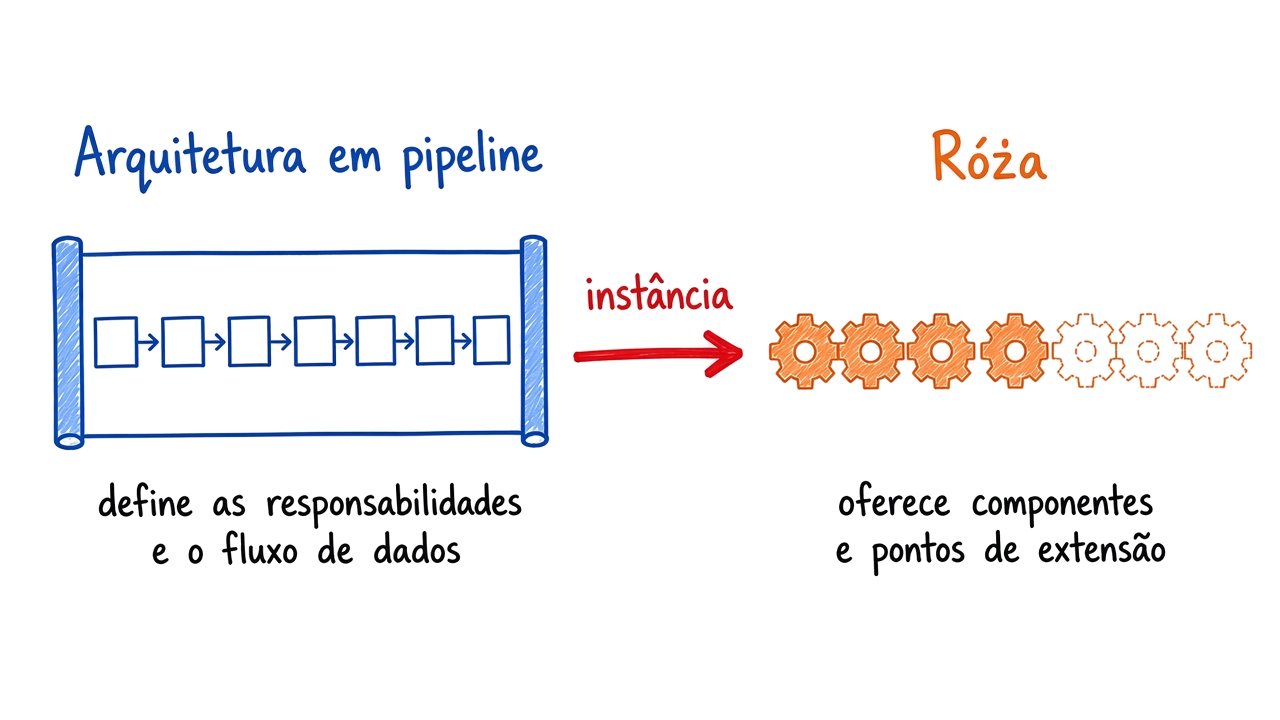 Arquitetura em pipeline
Róża
instância
define as responsabilidades
e o fluxo de dados
oferece componentes
e pontos de extensão